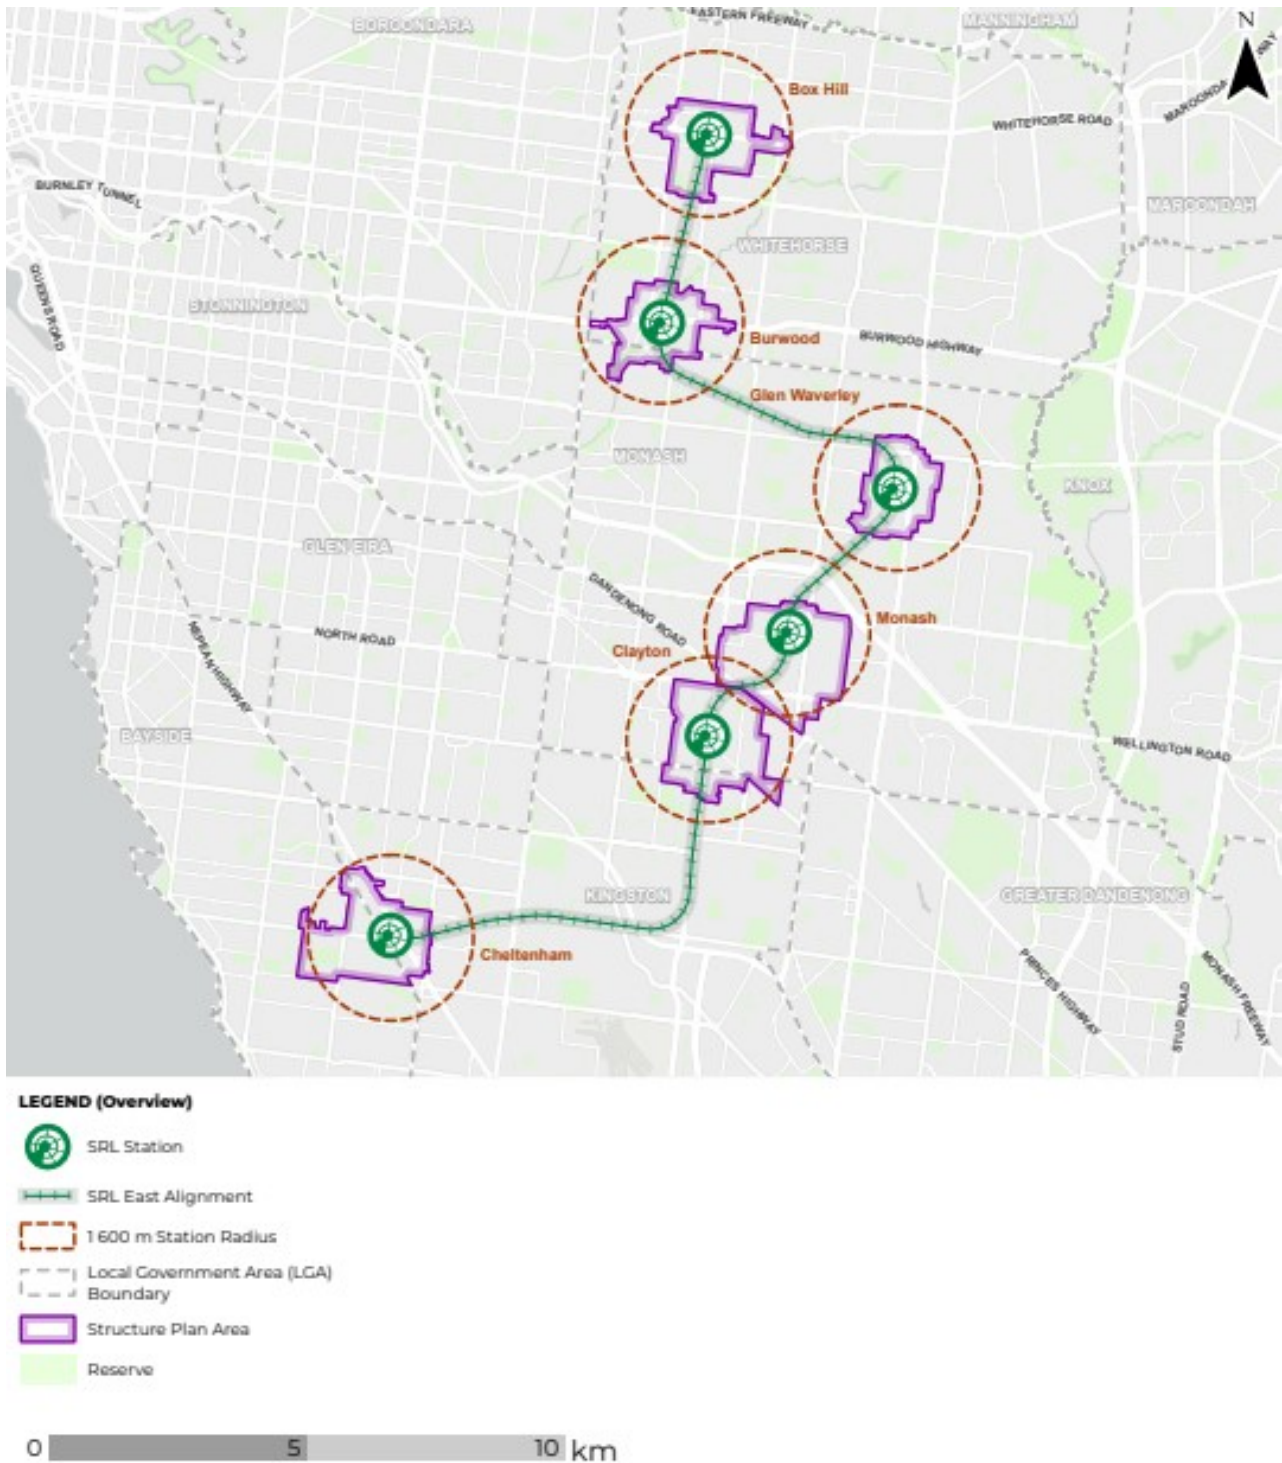 BOROONDARA
EASTERN FREEWAY
MANNINGHAM
N
Box Hill
WHITEHORSE ROAD
MAROONDA
WAY
BURNLEY TUNNEL
MAROONDAH
WHITEHORSE
QUEENS ROAD
STONNINGTON
Burwood
BURWOOD HIGHWAY
Glen Waverley
MONASH
KNOX
GLEN EIRA
DANDENONG ROAD
Monash
NORTH ROAD
Clayton
NEPEAN HIGHWAY
BAYSIDE
WELLINGTON ROAD
KINGSTON
GREATER DANDENONG
Cheltenham
PRINCES HIGHWAY
STUD ROAD
MONASH FREEWAY
LEGEND (Overview)
SRL Station
SRL East Alignment
1 600 m Station Radius
Local Government Area (LGA)
Boundary
Structure Plan Area
Reserve
0 5 10 km